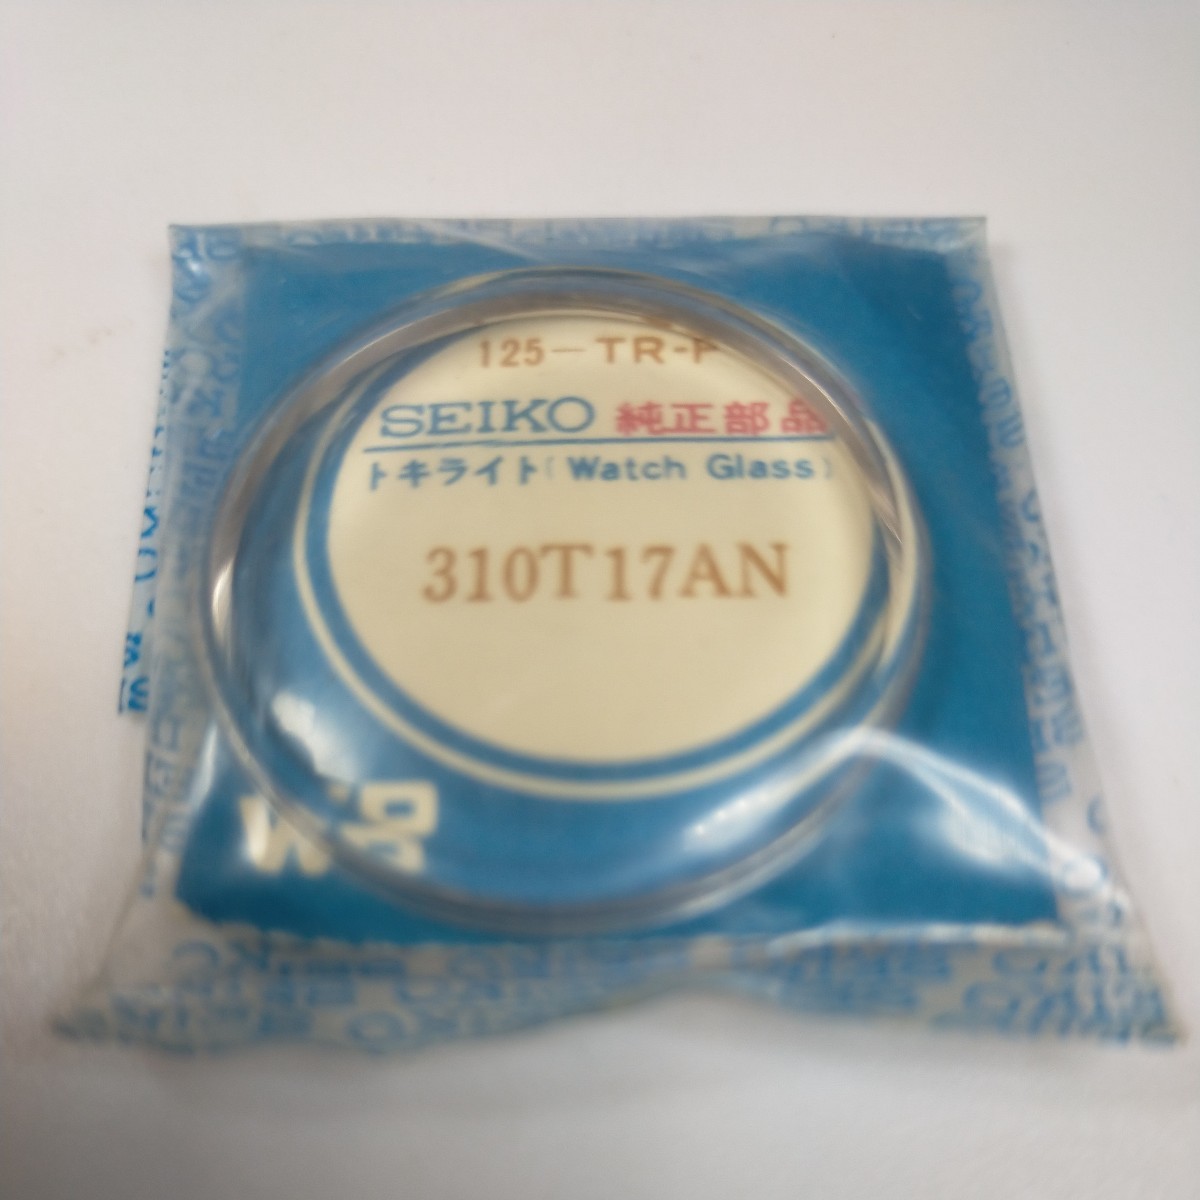 125-TR-P
SEIKO 純正部品
トキライト(Watch Glass)
310T17AN